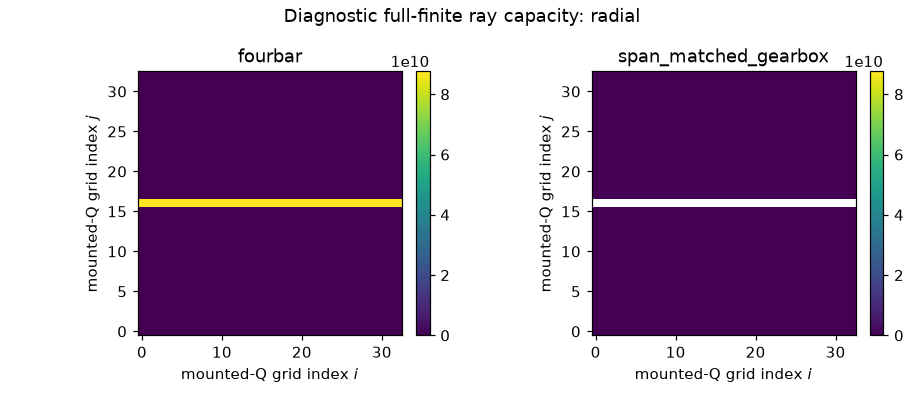 Diagnostic full-finite ray capacity: radial
fourbar
1e10
span_matched_gearbox
1e10
mounted-Q grid index j
30
25
20
15
10
5
0
0 10 20 30
mounted-Q grid index i
8
6
4
2
0
mounted-Q grid index j
30
25
20
15
10
5
0
0 10 20 30
mounted-Q grid index i
8
6
4
2
0